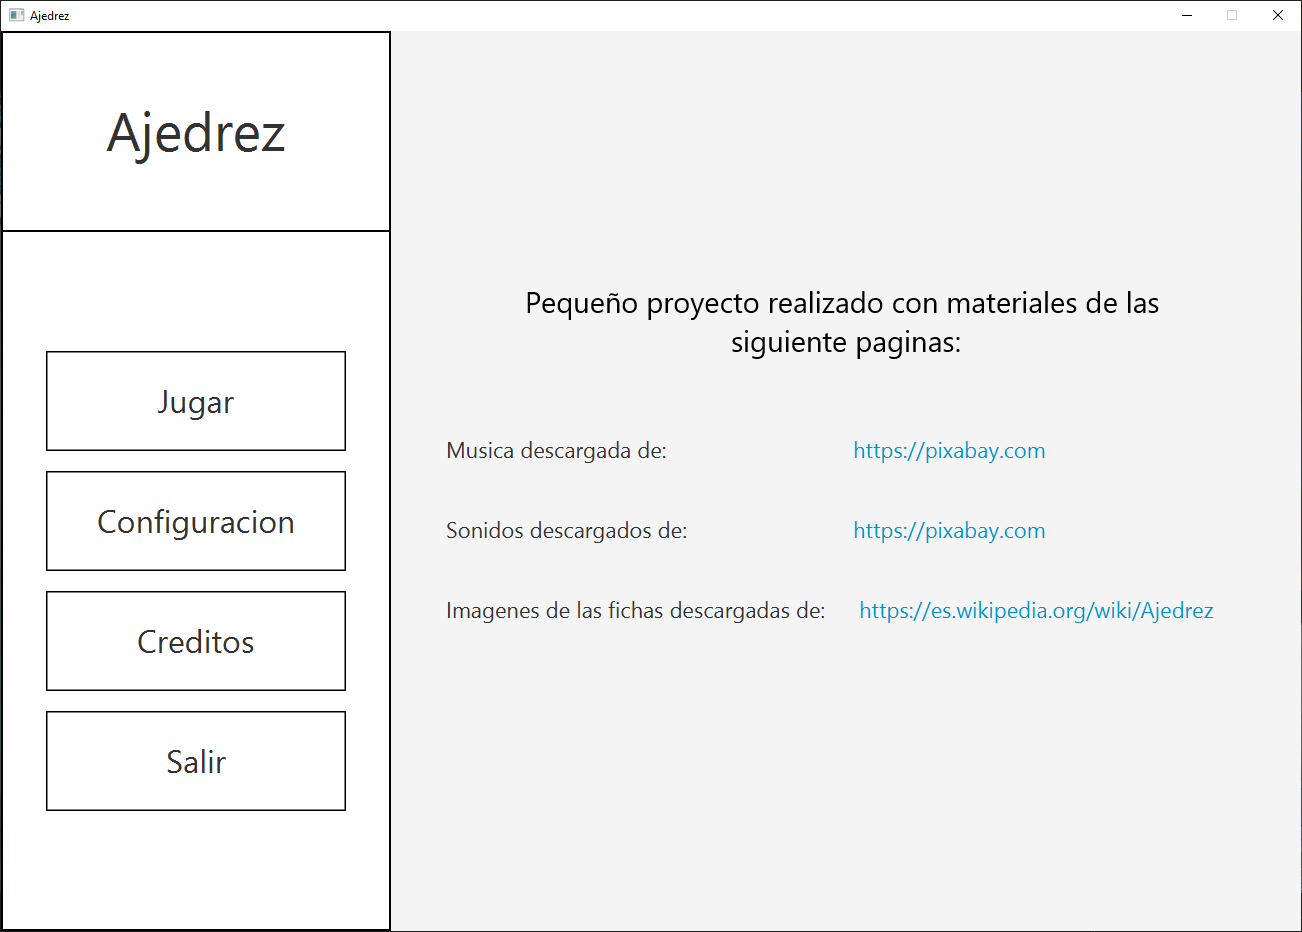 Ajedrez
Ajedrez
Jugar
Configuracion
Creditos
Salir
Pequeño proyecto realizado con materiales de las
siguiente paginas:
Musica descargada de: https://pixabay.com
Sonidos descargados de: https://pixabay.com
Imagenes de las fichas descargadas de: https://es.wikipedia.org/wiki/Ajedrez